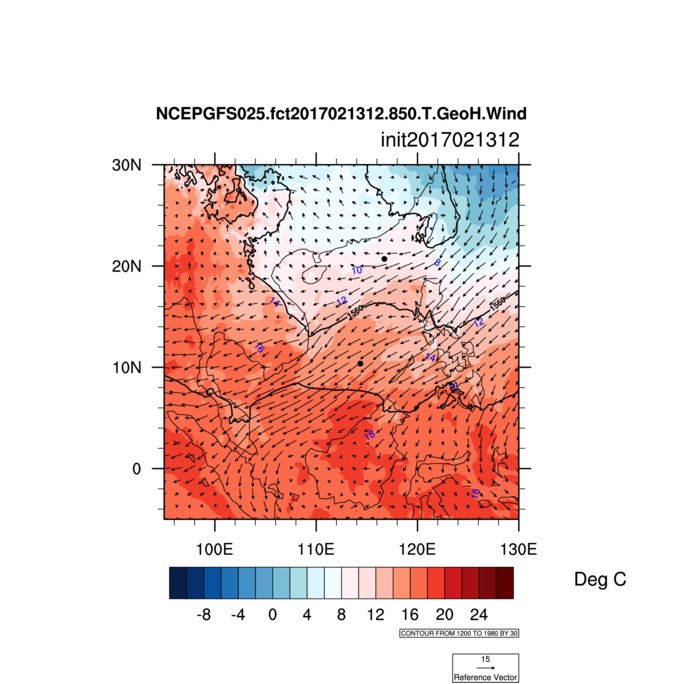 NCEPGFS025.fct2017021312.850.T.GeoH.Wind
init2017021312
30N
20N
10N
0
100E 110E 120E 130E
8
10
12
14
1560
1560
12
16
14
18
18
-8 -4 0 4 8 12 16 20 24
Deg C
CONTOUR FROM 1200 TO 1980 BY 30
15
Reference Vector